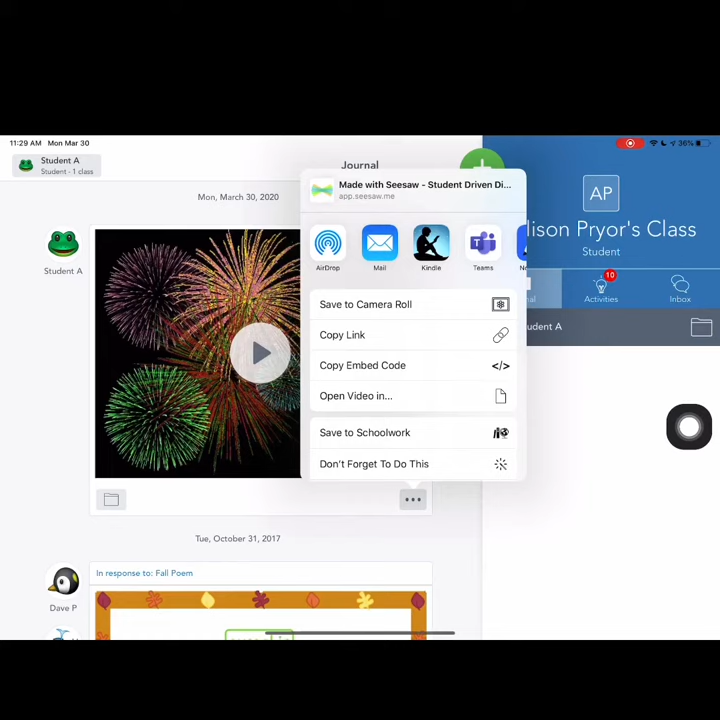 11:29 AM Mon Mar 30
36%
Student A
Student · 1 class
Journal
Mon, March 30, 2020
Student A
Made with Seesaw - Student Driven Di...
app.seesaw.me
AirDrop
Mail
Kindle
Teams
Save to Camera Roll
Copy Link
Copy Embed Code
</>
Open Video in...
Save to Schoolwork
Don't Forget To Do This
AP
dison Pryor's Class
Student
10
Activities
Inbox
udent A
Tue, October 31, 2017
In response to: Fall Poem
Dave P